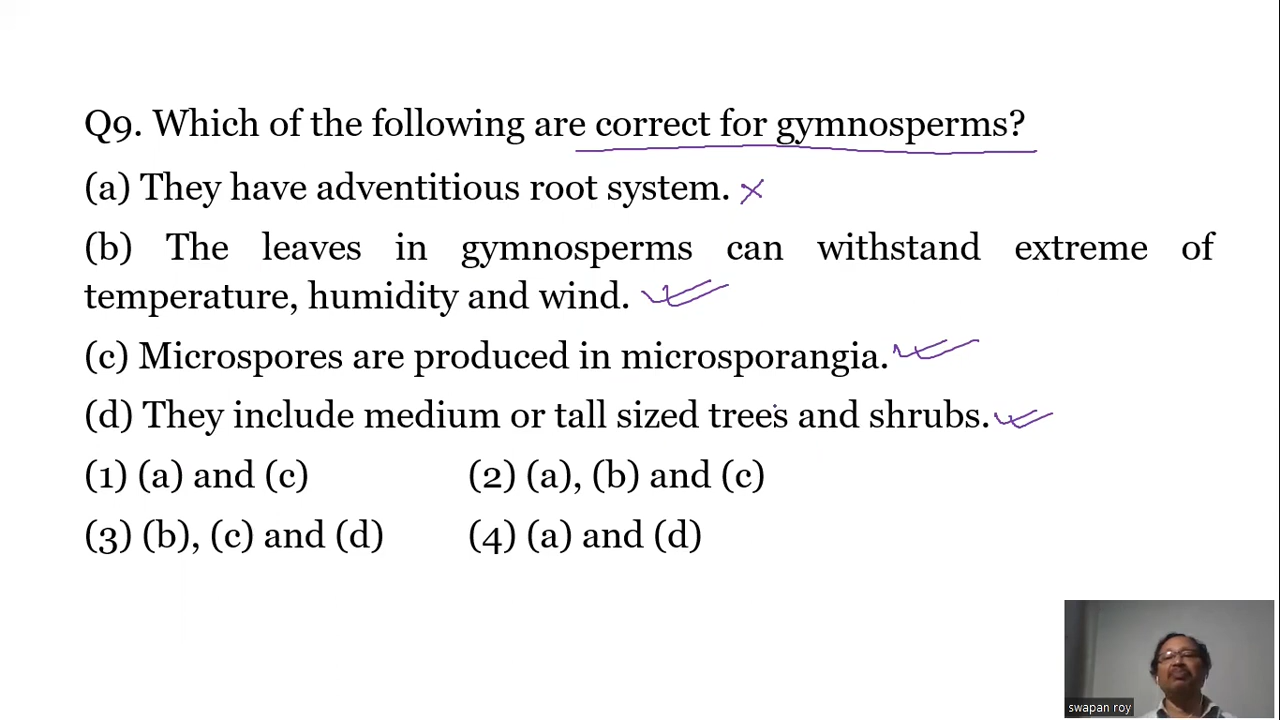 Q9. Which of the following are correct for gymnosperms?
(a) They have adventitious root system.
(b) The leaves in gymnosperms can withstand extreme of
temperature, humidity and wind.
(c) Microspores are produced in microsporangia.
(d) They include medium or tall sized trees and shrubs.
(1) (a) and (c) (2) (a), (b) and (c)
(3) (b), (c) and (d) (4) (a) and (d)
swapan roy